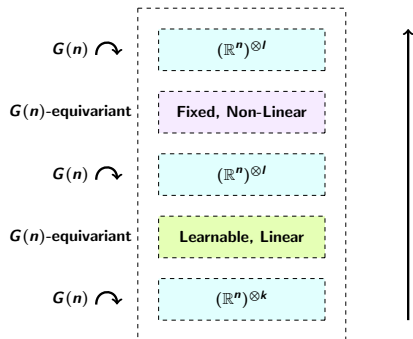 G(n) (ℝⁿ)^⊗l
G(n)-equivariant Fixed, Non-Linear
G(n) (ℝⁿ)^⊗l
G(n)-equivariant Learnable, Linear
G(n) (ℝⁿ)^⊗k